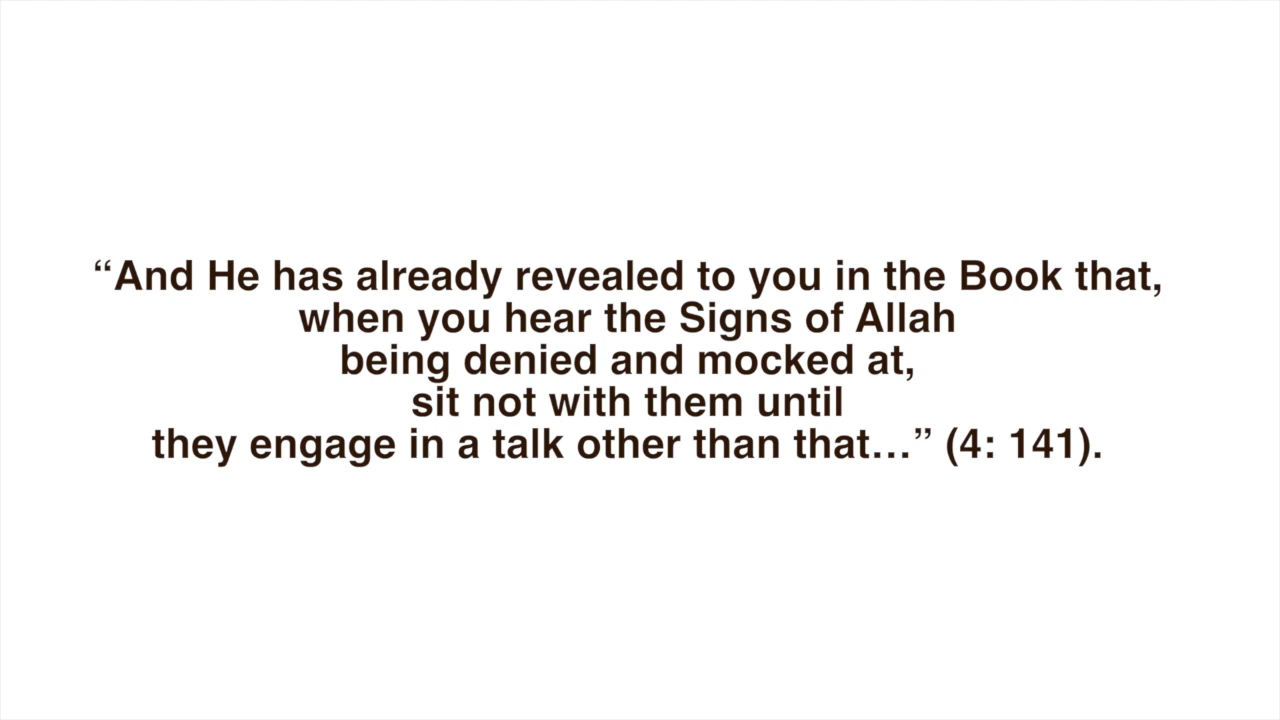 “And He has already revealed to you in the Book that,
when you hear the Signs of Allah
being denied and mocked at,
sit not with them until
they engage in a talk other than that…” (4: 141).